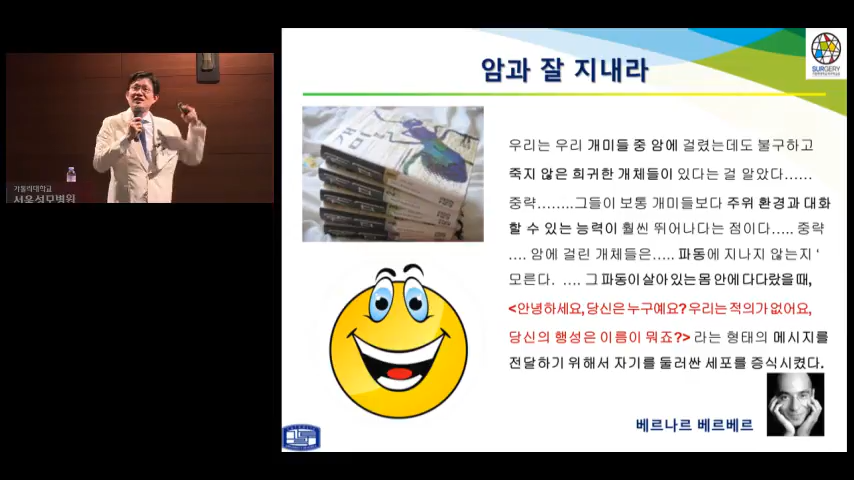 암과 잘 지내라
SURGERY
우리는 우리 개미들 중 암에 걸렸는데도 불구하고
죽지 않은 희귀한 개체들이 있다는 걸 알았다......
중략........그들이 보통 개미들보다 주위 환경과 대화
할 수 있는 능력이 훨씬 뛰어나다는 점이다..... 중략
.... 암에 걸린 개체들은..... 파동에 지나지 않는지 '
모른다. .... 그 파동이 살아 있는 몸 안에 다다랐을 때,
<안녕하세요, 당신은 누구예요? 우리는 적의가 없어요,
당신의 행성은 이름이 뭐죠?> 라는 형태의 메시지를
전달하기 위해서 자기를 둘러싼 세포를 증식시켰다.
베르나르 베르베르
개미
가톨릭대학교
서울성모병원